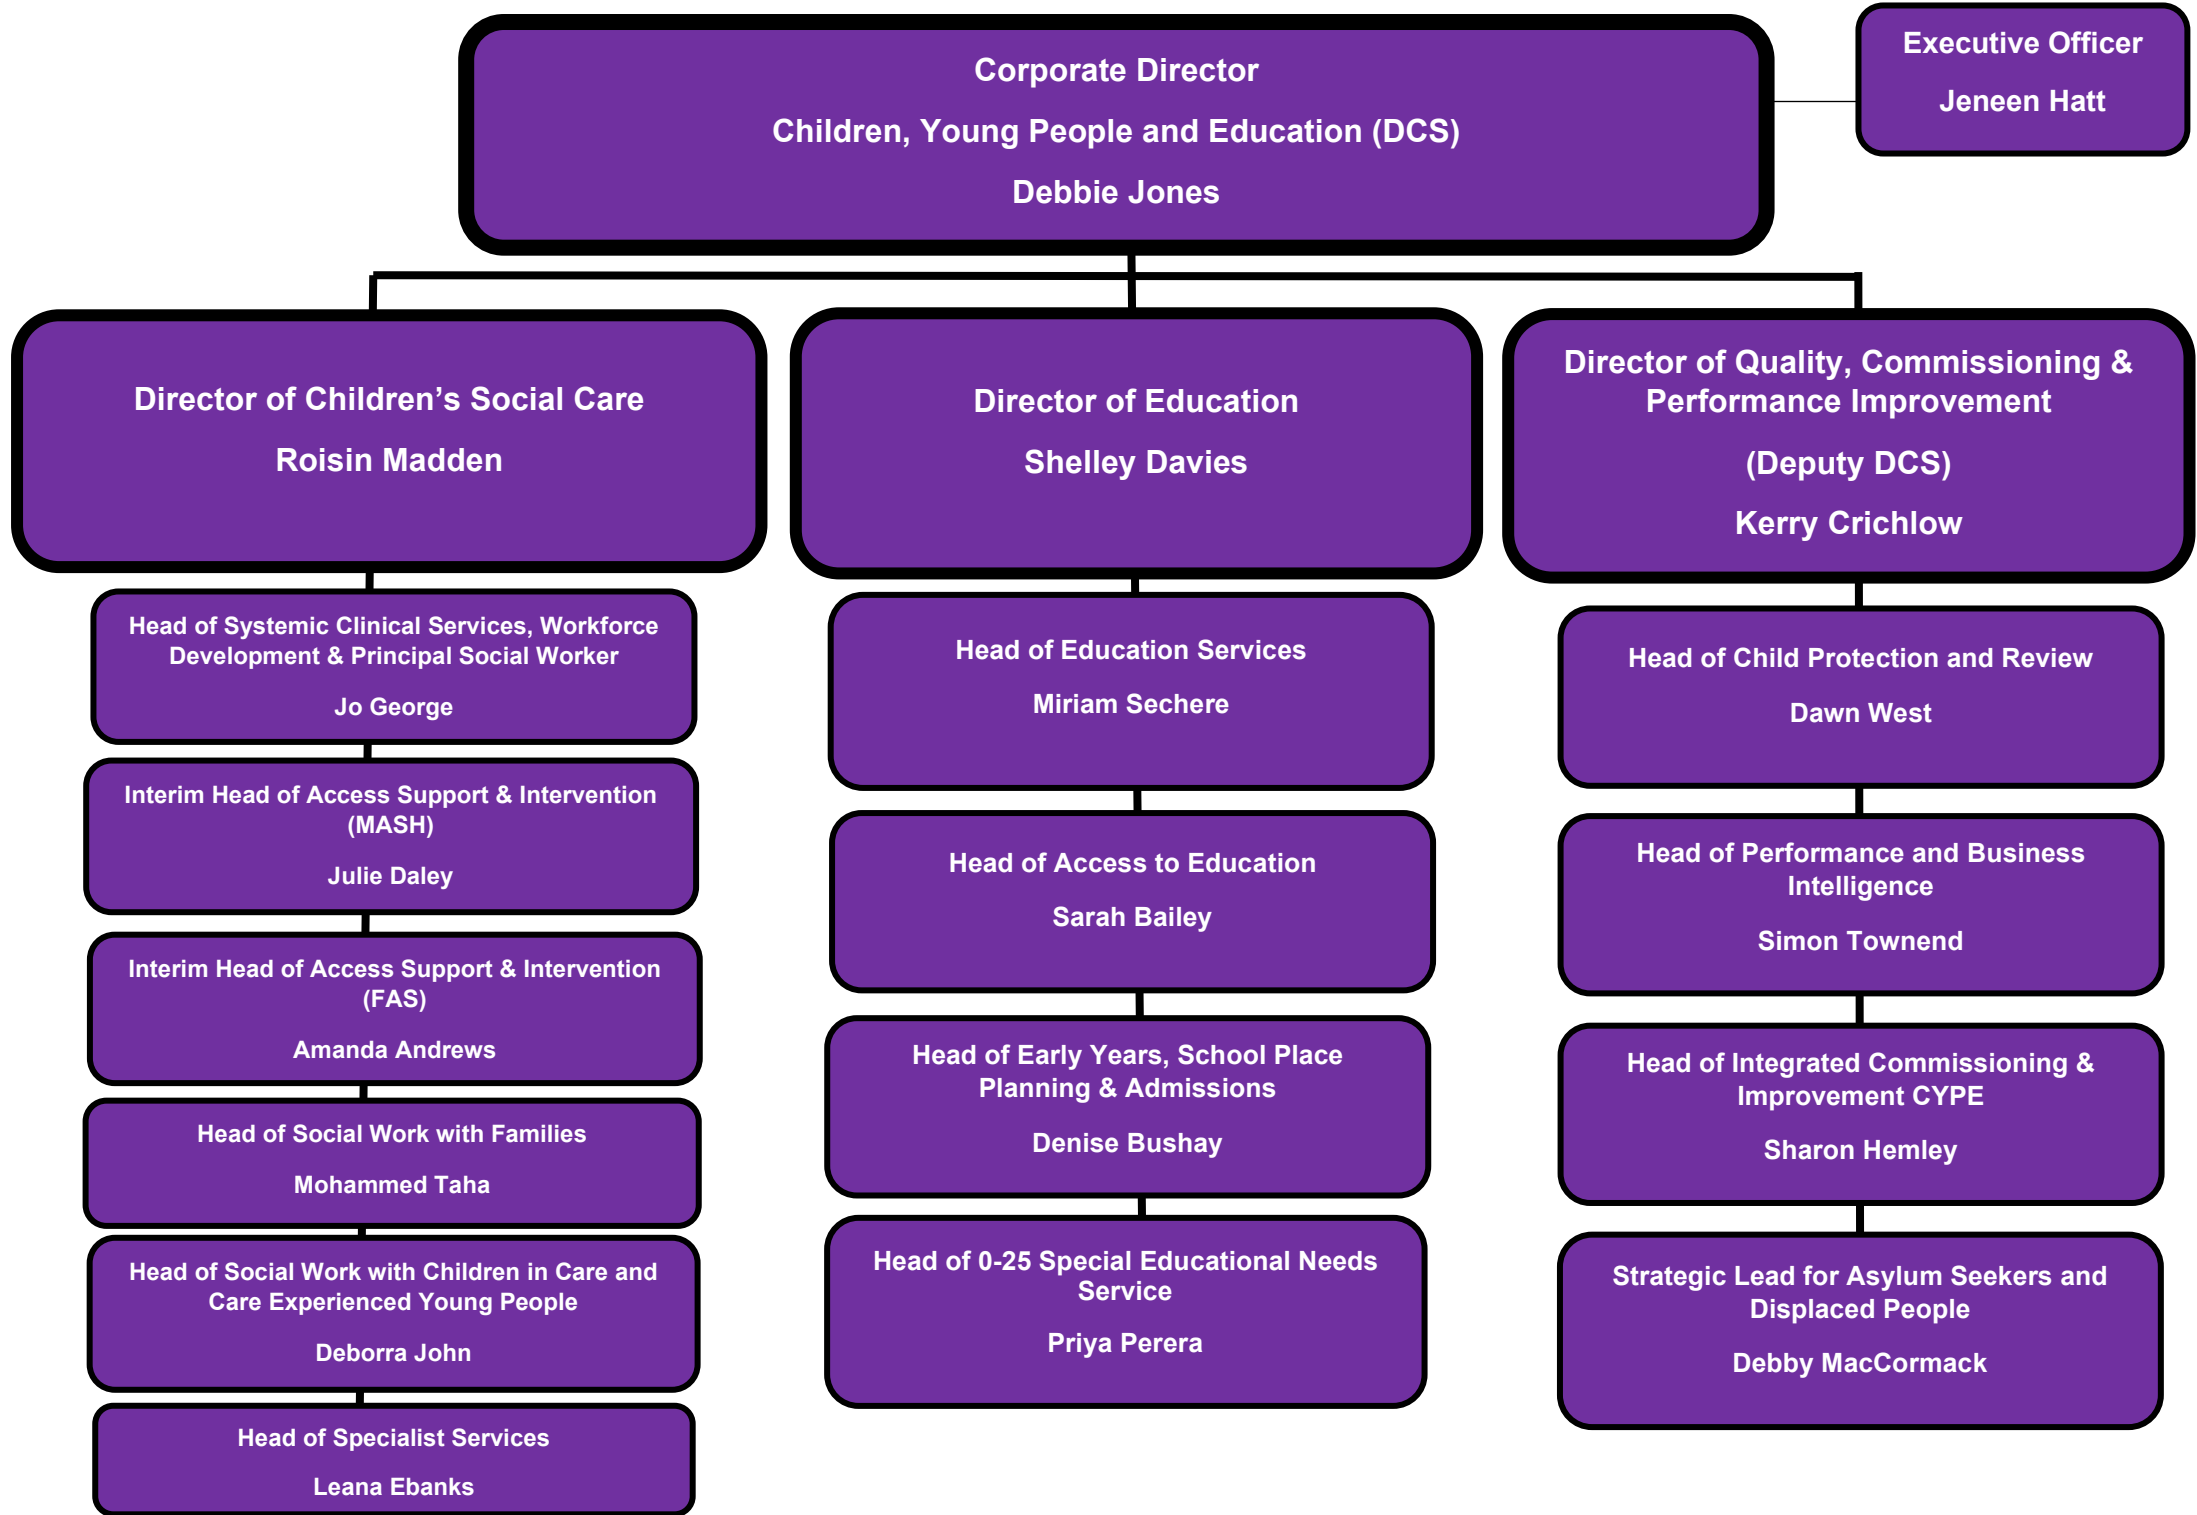 Corporate Director
Children, Young People and Education (DCS)
Debbie Jones
Executive Officer
Jeneen Hatt
Director of Children’s Social Care
Roisin Madden
Head of Systemic Clinical Services, Workforce
Development & Principal Social Worker
Jo George
Interim Head of Access Support & Intervention
(MASH)
Julie Daley
Interim Head of Access Support & Intervention
(FAS)
Amanda Andrews
Head of Social Work with Families
Mohammed Taha
Head of Social Work with Children in Care and
Care Experienced Young People
Deborra John
Head of Specialist Services
Leana Ebanks
Director of Education
Shelley Davies
Head of Education Services
Miriam Sechere
Head of Access to Education
Sarah Bailey
Head of Early Years, School Place
Planning & Admissions
Denise Bushay
Head of 0-25 Special Educational Needs
Service
Priya Perera
Director of Quality, Commissioning &
Performance Improvement
(Deputy DCS)
Kerry Crichlow
Head of Child Protection and Review
Dawn West
Head of Performance and Business
Intelligence
Simon Townend
Head of Integrated Commissioning &
Improvement CYPE
Sharon Hemley
Strategic Lead for Asylum Seekers and
Displaced People
Debby MacCormack